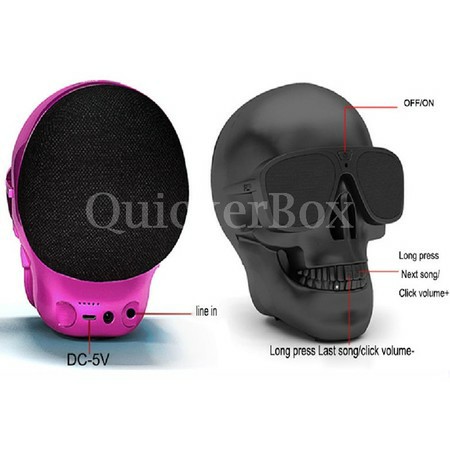 OFF/ON
QuickerBox
Long press
Next song/
Click volume+
line in
Long press Last song/click volume-
DC-5V